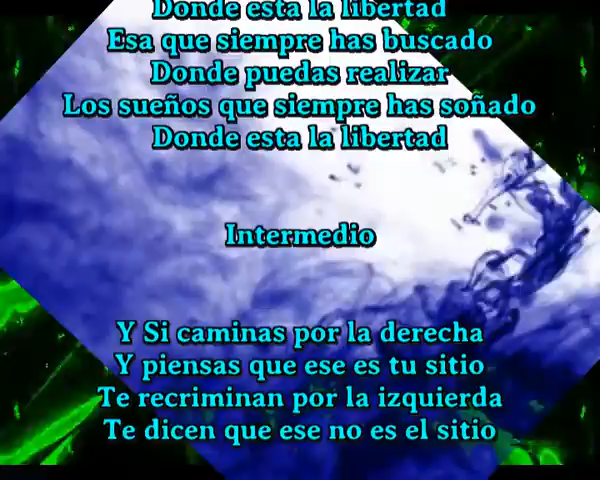 Donde esta la libertad
Esa que siempre has buscado
Donde puedas realizar
Los sueños que siempre has soñado
Donde esta la libertad
Intermedio
Y Si caminas por la derecha
Y piensas que ese es tu sitio
Te recriminan por la izquierda
Te dicen que ese no es el sitio